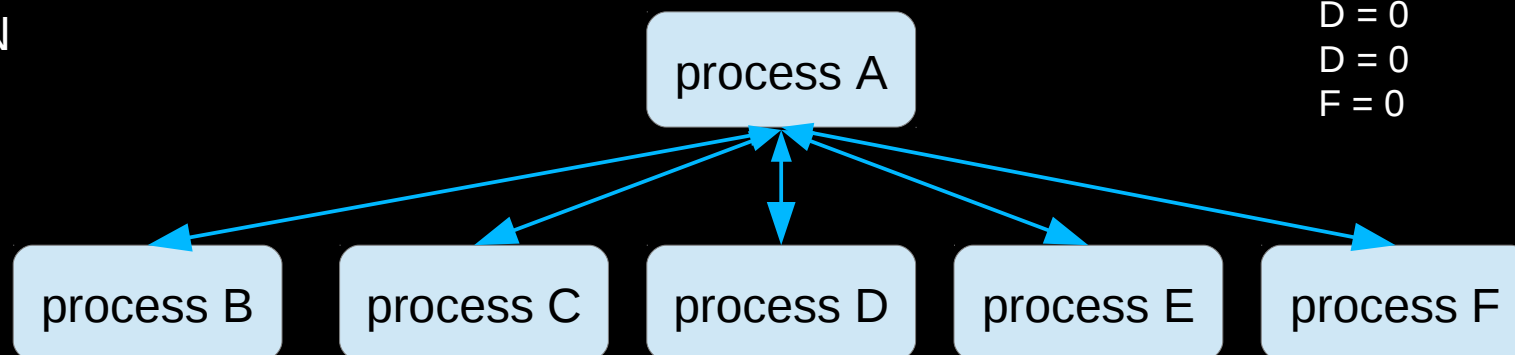 N
D = 0
D = 0
F = 0
process A
process B
process C
process D
process E
process F